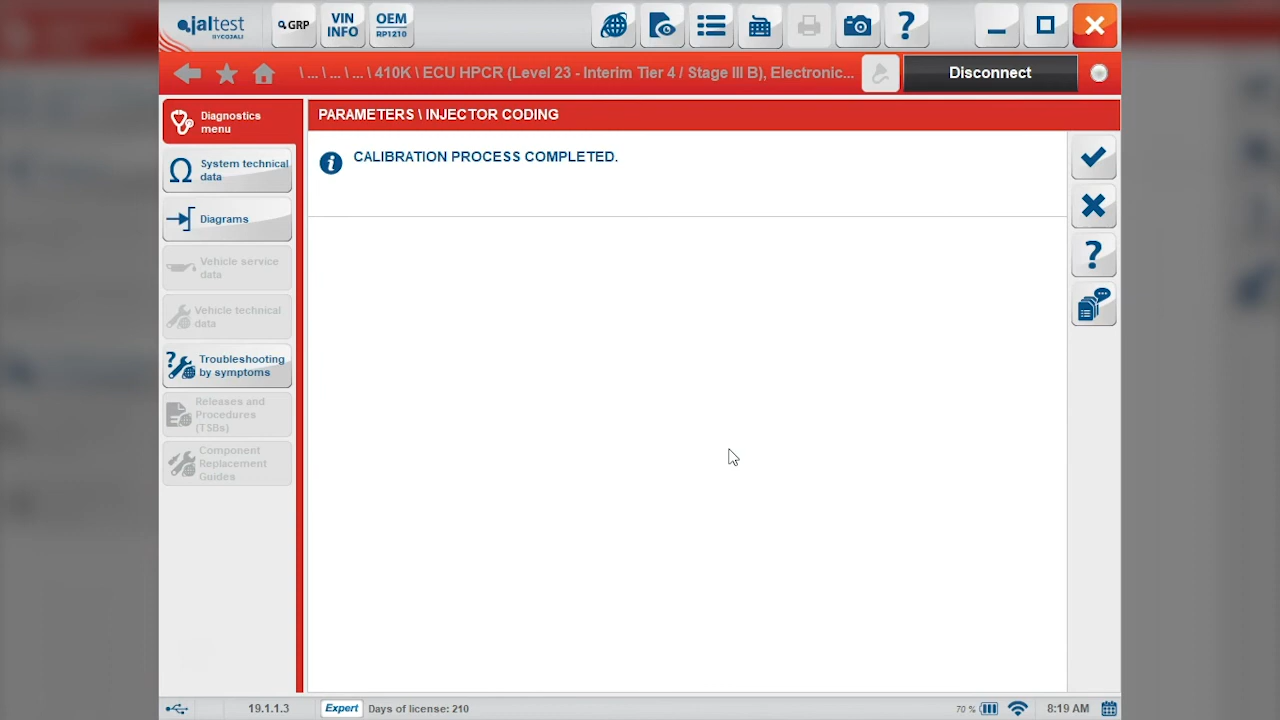 jaltest
BY COJALI
GRP
VIN
INFO
OEM
RP1210
?
\ ... \ ... \ ... \ 410K \ ECU HPCR (Level 23 - Interim Tier 4 / Stage III B), Electronic...
Disconnect
Diagnostics
menu
PARAMETERS \ INJECTOR CODING
System technical
data
CALIBRATION PROCESS COMPLETED.
Diagrams
Vehicle service
data
Vehicle technical
data
Troubleshooting
by symptoms
Releases and
Procedures
(TSBs)
Component
Replacement
Guides
?
19.1.1.3
Expert
Days of license: 210
70 %
8:19 AM